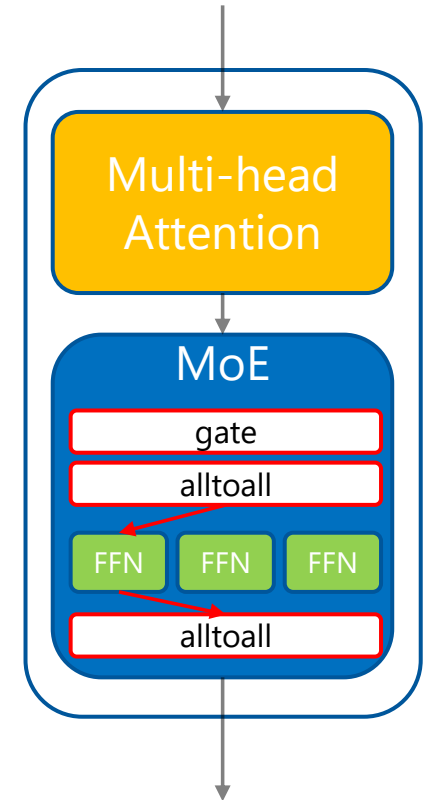 Multi-head
Attention
MoE
gate
alltoall
FFN FFN FFN
alltoall